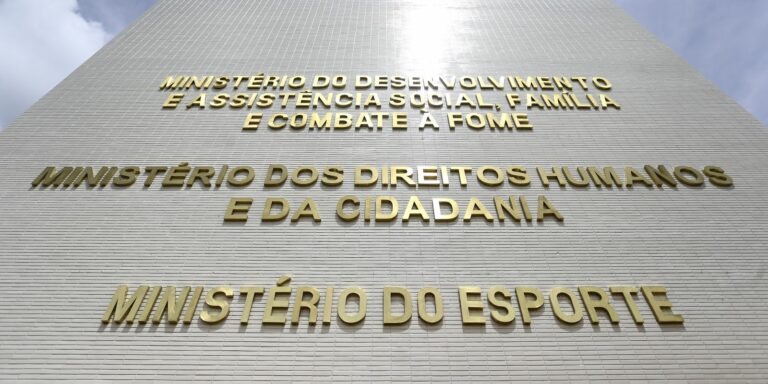 MINISTÉRIO DO DESENVOLVIMENTO
E ASSISTÊNCIA SOCIAL, FAMÍLIA
E COMBATE À FOME
MINISTÉRIO DOS DIREITOS HUMANOS
E DA CIDADANIA
MINISTÉRIO DO ESPORTE